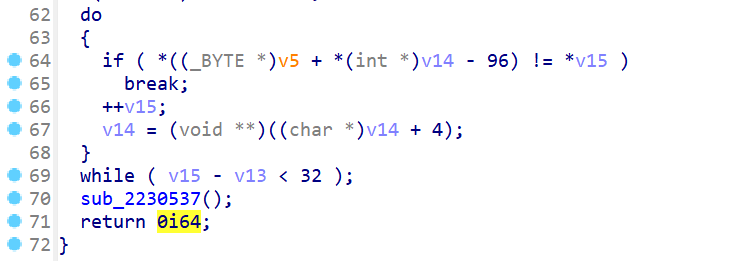 62 do
63 {
64 if ( *((_BYTE *)v5 + *(int *)v14 - 96) != *v15 )
65 break;
66 ++v15;
67 v14 = (void **)((char *)v14 + 4);
68 }
69 while ( v15 - v13 < 32 );
70 sub_2230537();
71 return 0i64;
72 }